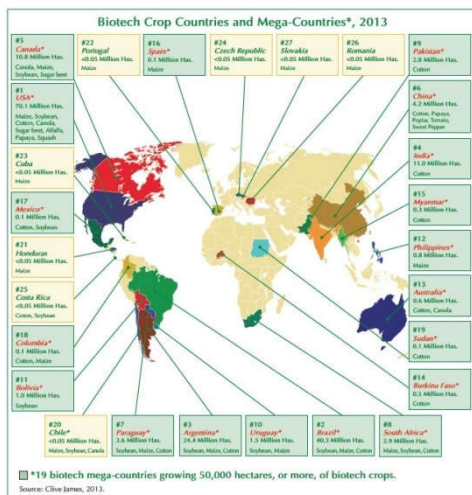 Biotech Crop Countries and Mega-Countries*, 2013
#5
Canada*
10.8 Million Has.
Canola, Maize,
Soybean, Sugar beet
#22
Portugal
<0.05 Million Has.
Maize
#16
Spain*
0.1 Million Has.
Maize
#24
Czech Republic
<0.05 Million Has.
Maize
#27
Slovakia
<0.05 Million Has.
Maize
#26
Romania
<0.05 Million Has.
Maize
#9
Pakistan*
2.8 Million Has.
Cotton
#1
USA*
70.1 Million Has.
Maize, Soybean,
Cotton, Canola,
Sugar beet, Alfalfa,
Papaya, Squash
#6
China*
4.2 Million Has.
Cotton, Papaya,
Poplar, Tomato,
Sweet Pepper
#23
Cuba
<0.05 Million Has.
Maize
#4
India*
11.0 Million Has.
Cotton
#17
Mexico*
0.1 Million Has.
Cotton, Soybean
#15
Myanmar*
0.3 Million Has.
Cotton
#21
Honduras
<0.05 Million Has.
Maize
#12
Philippines*
0.8 Million Has.
Maize
#25
Costa Rica
<0.05 Million Has.
Cotton, Soybean
#13
Australia*
0.6 Million Has.
Cotton, Canola
#18
Colombia*
0.1 Million Has.
Cotton, Maize
#19
Sudan*
0.1 Million Has.
Cotton
#11
Bolivia*
1.0 Million Has.
Soybean
#14
Burkina Faso*
0.5 Million Has.
Cotton
#20
Chile*
<0.05 Million Has.
Maize, Soybean, Canola
#7
Paraguay*
3.6 Million Has.
Soybean, Maize, Cotton
#3
Argentina*
24.4 Million Has.
Soybean, Maize, Cotton
#10
Uruguay*
1.5 Million Has.
Soybean, Maize
#2
Brazil*
40.3 Million Has.
Soybean, Maize, Cotton
#8
South Africa*
2.9 Million Has.
Maize, Soybean, Cotton
*19 biotech mega-countries growing 50,000 hectares, or more, of biotech crops.
Source: Clive James, 2013.